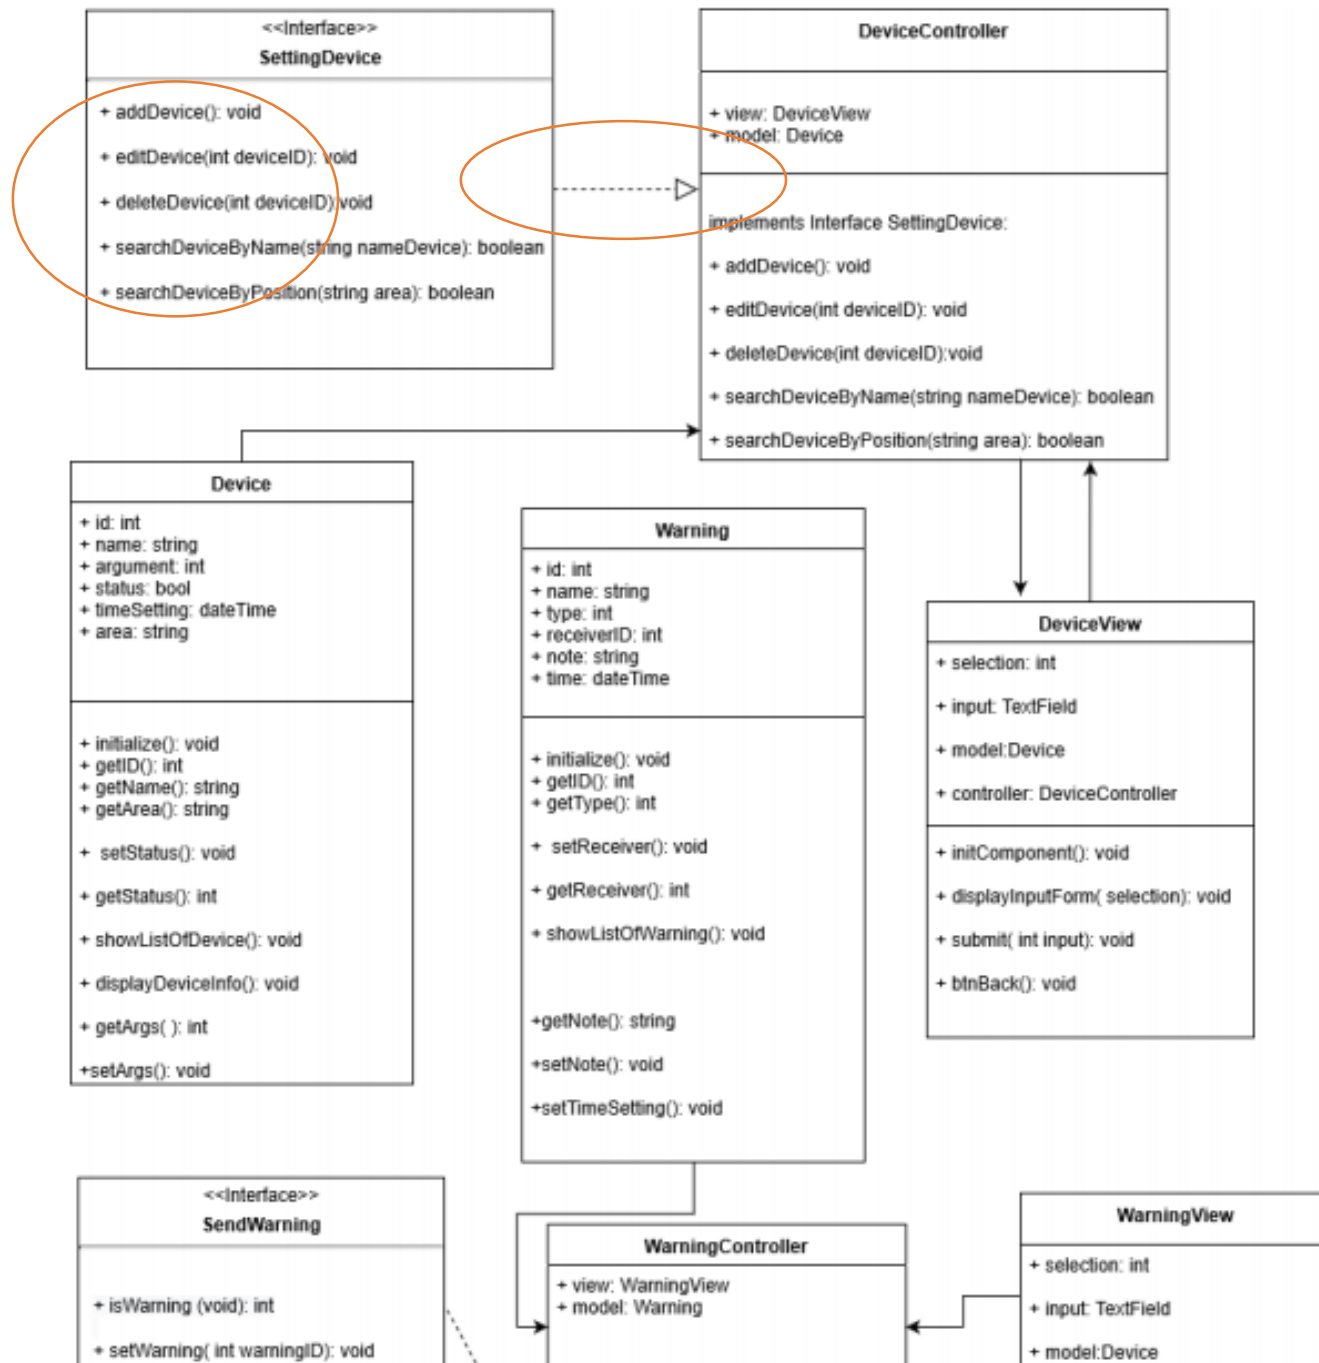 <<Interface>>
SettingDevice
+ addDevice(): void
+ editDevice(int deviceID): void
+ deleteDevice(int deviceID):void
+ searchDeviceByName(string nameDevice): boolean
+ searchDeviceByPosition(string area): boolean
DeviceController
+ view: DeviceView
+ model: Device
implements Interface SettingDevice:
+ addDevice(): void
+ editDevice(int deviceID): void
+ deleteDevice(int deviceID):void
+ searchDeviceByName(string nameDevice): boolean
+ searchDeviceByPosition(string area): boolean
Device
+ id: int
+ name: string
+ argument: int
+ status: bool
+ timeSetting: dateTime
+ area: string
+ initialize(): void
+ getID(): int
+ getName(): string
+ getArea(): string
+ setStatus(): void
+ getStatus(): int
+ showListOfDevice(): void
+ displayDeviceInfo(): void
+ getArgs( ): int
+setArgs(): void
Warning
+ id: int
+ name: string
+ type: int
+ receiverID: int
+ note: string
+ time: dateTime
+ initialize(): void
+ getID(): int
+ getType(): int
+ setReceiver(): void
+ getReceiver(): int
+ showListOfWarning(): void
+getNote(): string
+setNote(): void
+setTimeSetting(): void
DeviceView
+ selection: int
+ input: TextField
+ model:Device
+ controller: DeviceController
+ initComponent(): void
+ displayInputForm( selection): void
+ submit( int input): void
+ btnBack(): void
<<Interface>>
SendWarning
+ isWarning (void): int
+ setWarning( int warningID): void
WarningController
+ view: WarningView
+ model: Warning
WarningView
+ selection: int
+ input: TextField
+ model:Device